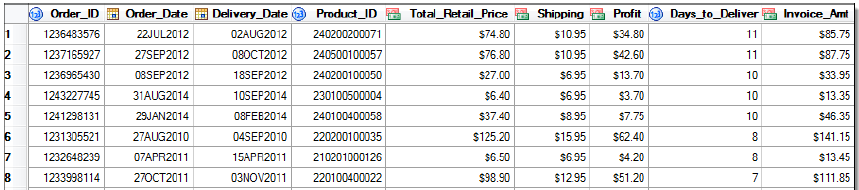 Order_ID Order_Date Delivery_Date Product_ID Total_Retail_Price Shipping Profit Days_to_Deliver Invoice_Amt
1 1236483576 22JUL2012 02AUG2012 240200200071 $74.80 $10.95 $34.80 11 $85.75
2 1237165927 27SEP2012 08OCT2012 240500100057 $76.80 $10.95 $42.60 11 $87.75
3 1236965430 08SEP2012 18SEP2012 240200100050 $27.00 $6.95 $13.70 10 $33.95
4 1243227745 31AUG2014 10SEP2014 230100500004 $6.40 $6.95 $3.70 10 $13.35
5 1241298131 29JAN2014 08FEB2014 240100400058 $37.40 $8.95 $7.75 10 $46.35
6 1231305521 27AUG2010 04SEP2010 220200100035 $125.20 $15.95 $62.40 8 $141.15
7 1232648239 07APR2011 15APR2011 210201000126 $6.50 $6.95 $4.20 8 $13.45
8 1233998114 27OCT2011 03NOV2011 220100400022 $98.90 $12.95 $51.20 7 $111.85